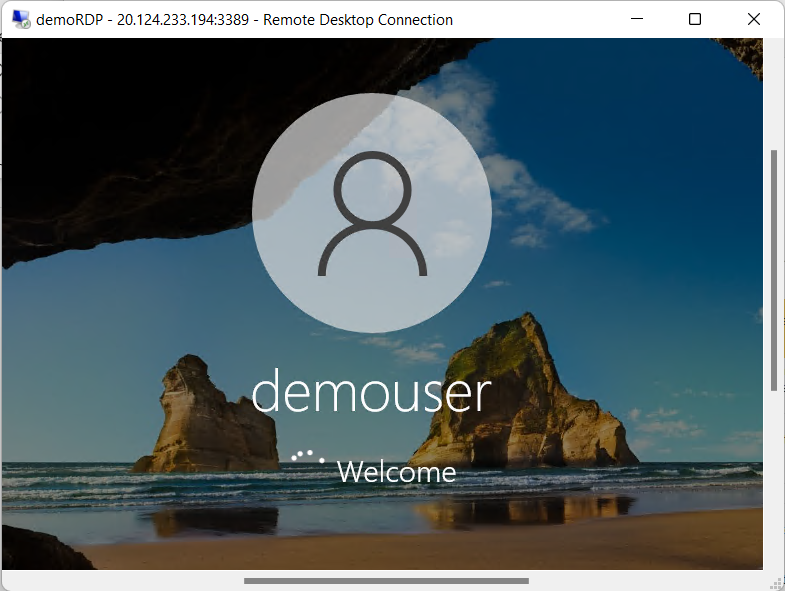 demoRDP - 20.124.233.194:3389 - Remote Desktop Connection
demouser
Welcome